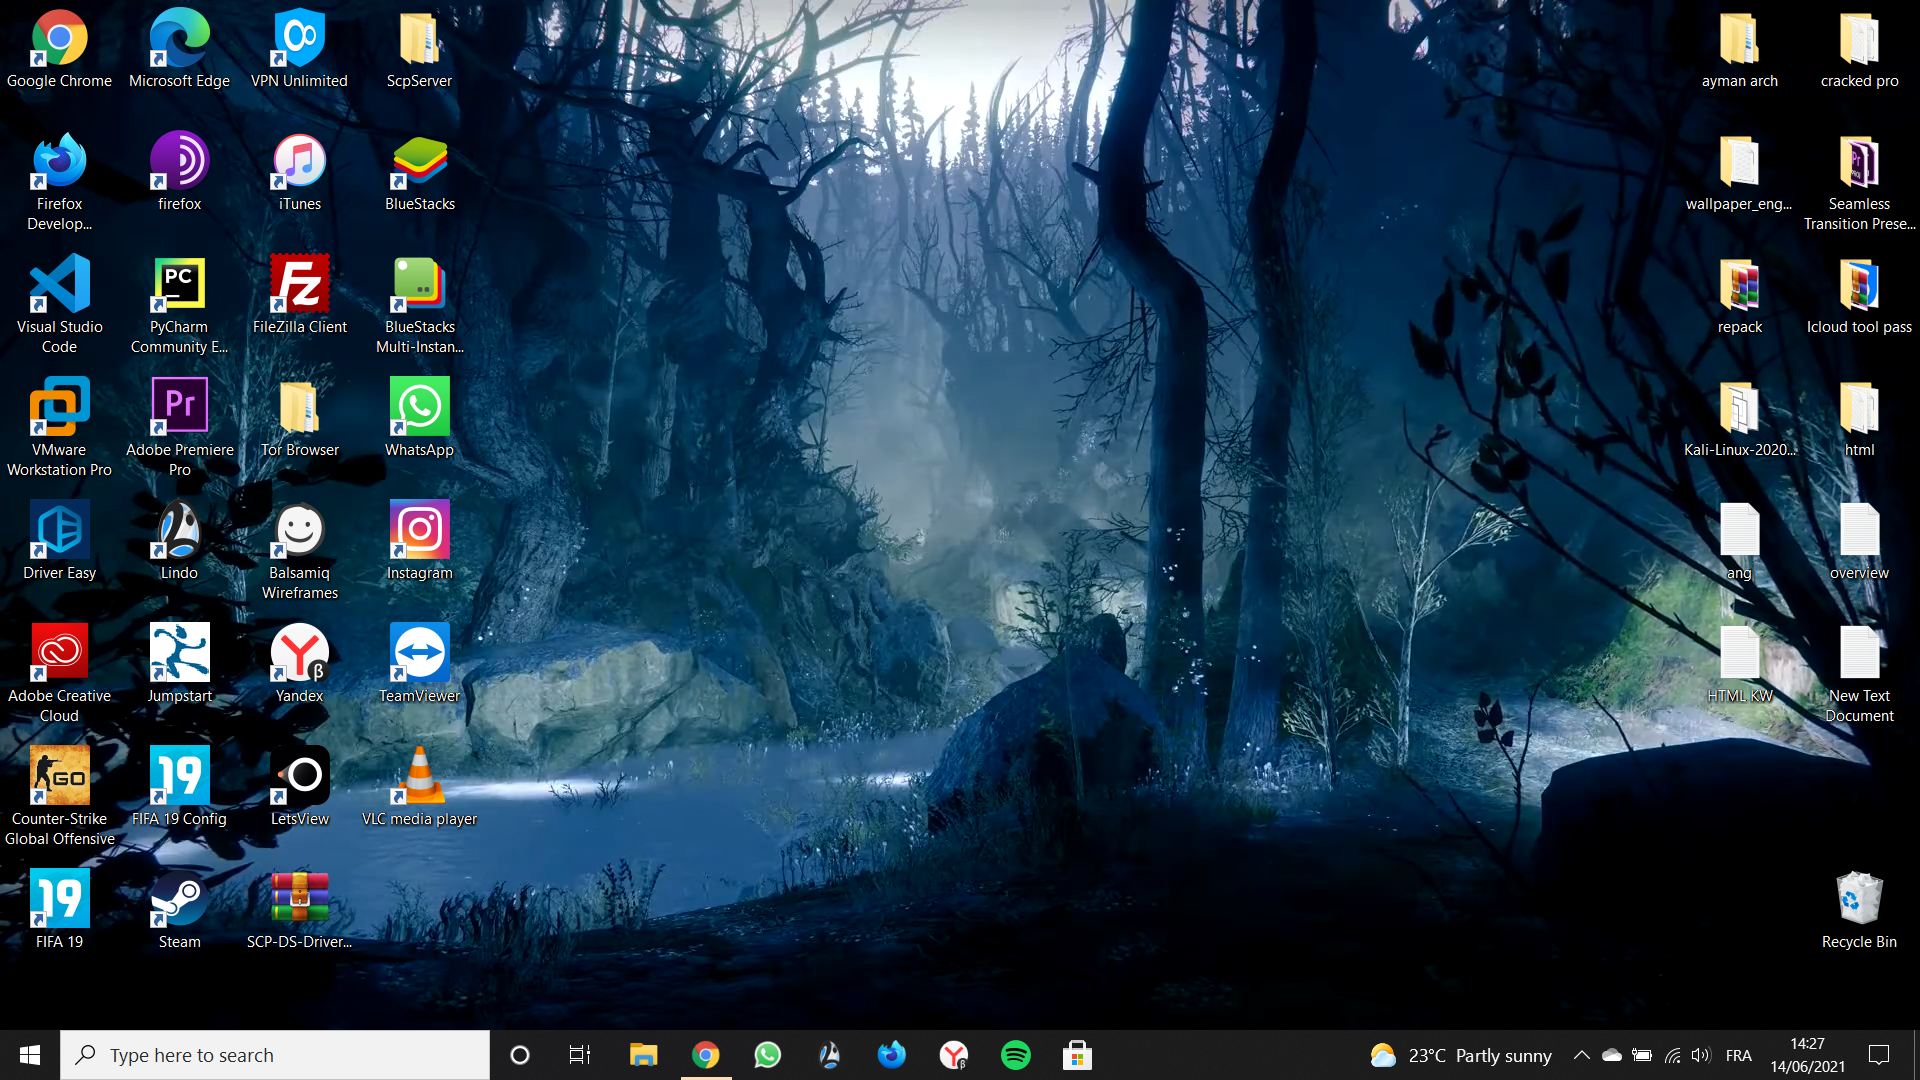 Google Chrome
Microsoft Edge
VPN Unlimited
ScpServer
ayman arch
cracked pro
Firefox
Develop...
firefox
iTunes
BlueStacks
wallpaper_eng...
Pr
Seamless
Transition Prese...
PC
Fz
Visual Studio
Code
PyCharm
Community E...
FileZilla Client
BlueStacks
Multi-Instan...
repack
Icloud tool pass
Pr
VMware
Workstation Pro
Adobe Premiere
Pro
Tor Browser
WhatsApp
Kali-Linux-2020...
html
Driver Easy
Lindo
Balsamiq
Wireframes
Instagram
ang
overview
Y
β
Adobe Creative
Cloud
Jumpstart
Yandex
TeamViewer
HTML KW
New Text
Document
GO
19
Counter-Strike
Global Offensive
FIFA 19 Config
LetsView
VLC media player
19
FIFA 19
Steam
SCP-DS-Driver...
Recycle Bin
Type here to search
Y
β
23°C Partly sunny
FRA
14:27
14/06/2021